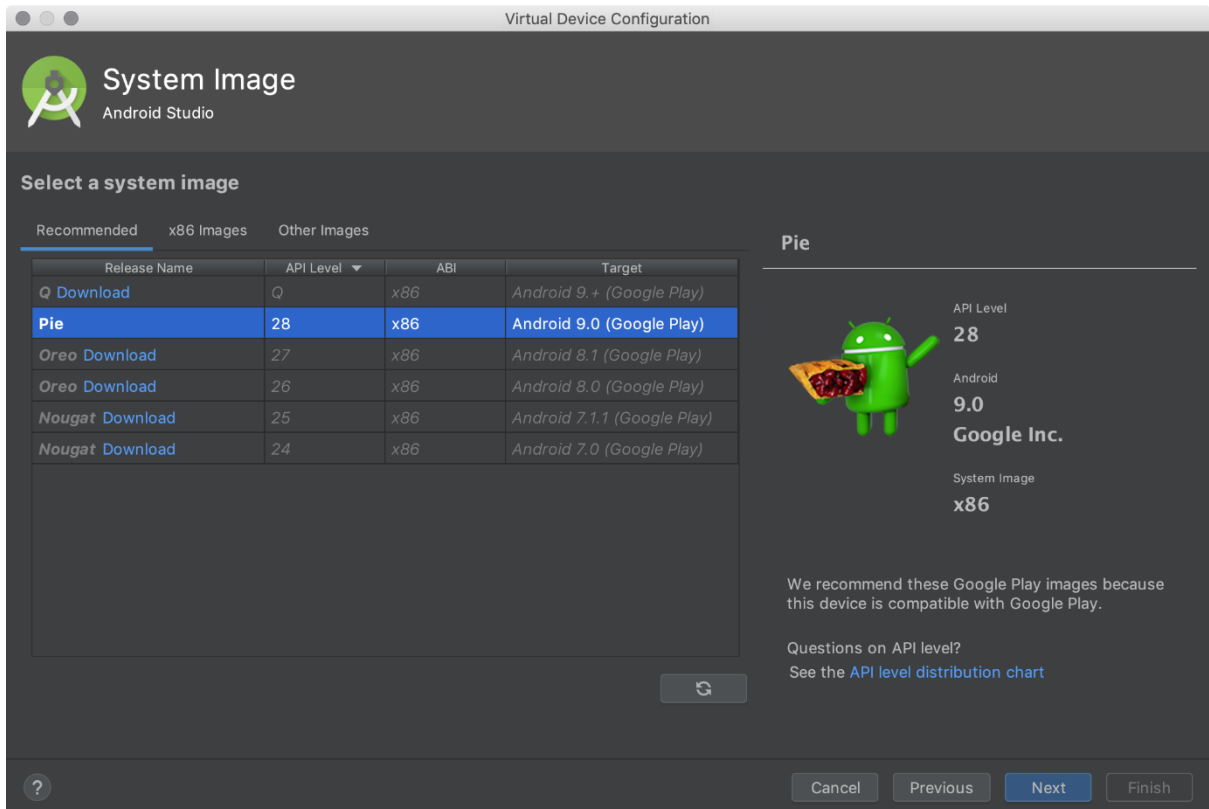 Virtual Device Configuration
System Image
Android Studio
Select a system image
Recommended x86 Images Other Images
Release Name API Level ABI Target
Q Download Q x86 Android 9.+ (Google Play)
Pie 28 x86 Android 9.0 (Google Play)
Oreo Download 27 x86 Android 8.1 (Google Play)
Oreo Download 26 x86 Android 8.0 (Google Play)
Nougat Download 25 x86 Android 7.1.1 (Google Play)
Nougat Download 24 x86 Android 7.0 (Google Play)
Pie
API Level
28
Android
9.0
Google Inc.
System Image
x86
We recommend these Google Play images because
this device is compatible with Google Play.
Questions on API level?
See the API level distribution chart
? Cancel Previous Next Finish